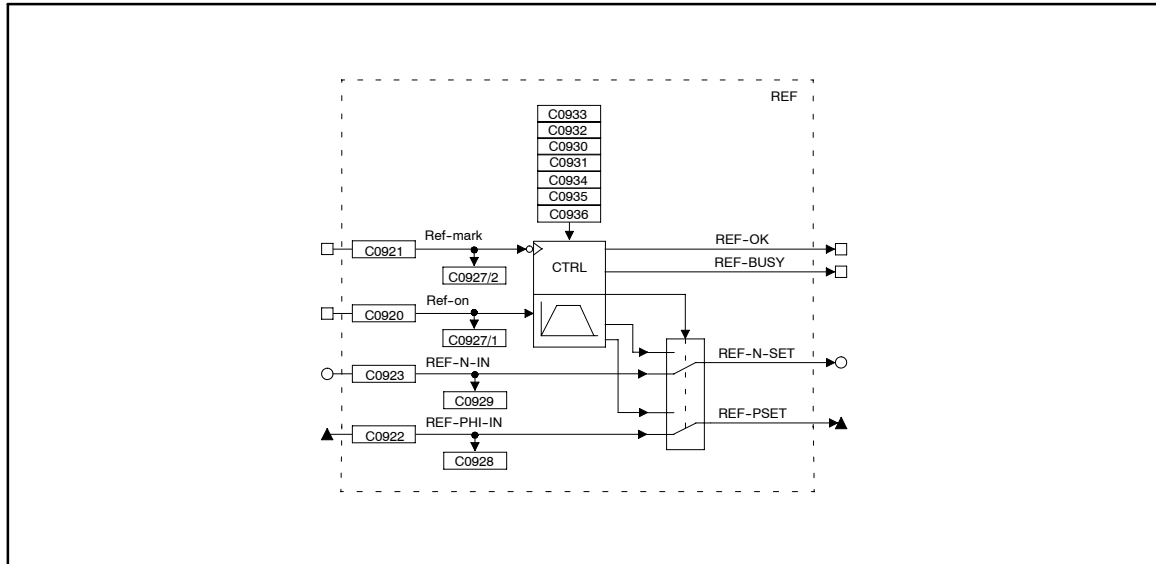 REF
C0933
C0932
C0930
C0931
C0934
C0935
C0936
Ref-mark
REF-OK
C0921
REF-BUSY
CTRL
C0927/2
Ref-on
C0920
C0927/1
REF-N-IN
REF-N-SET
C0923
C0929
REF-PHI-IN
REF-PSET
C0922
C0928